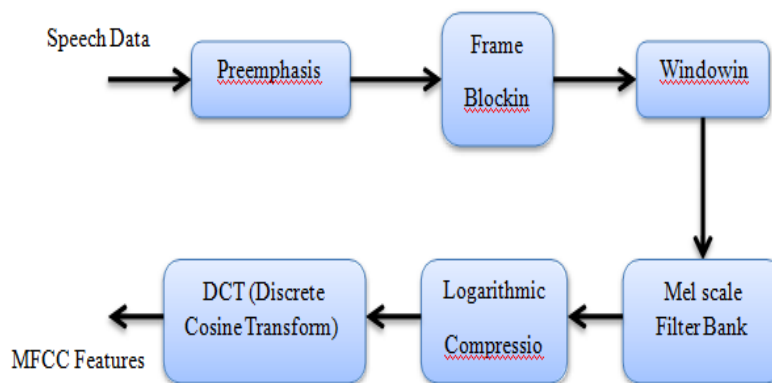 Speech Data
Preemphasis
Frame
Blockin
Windowin
Mel scale
Filter Bank
Logarithmic
Compressio
DCT (Discrete
Cosine Transform)
MFCC Features